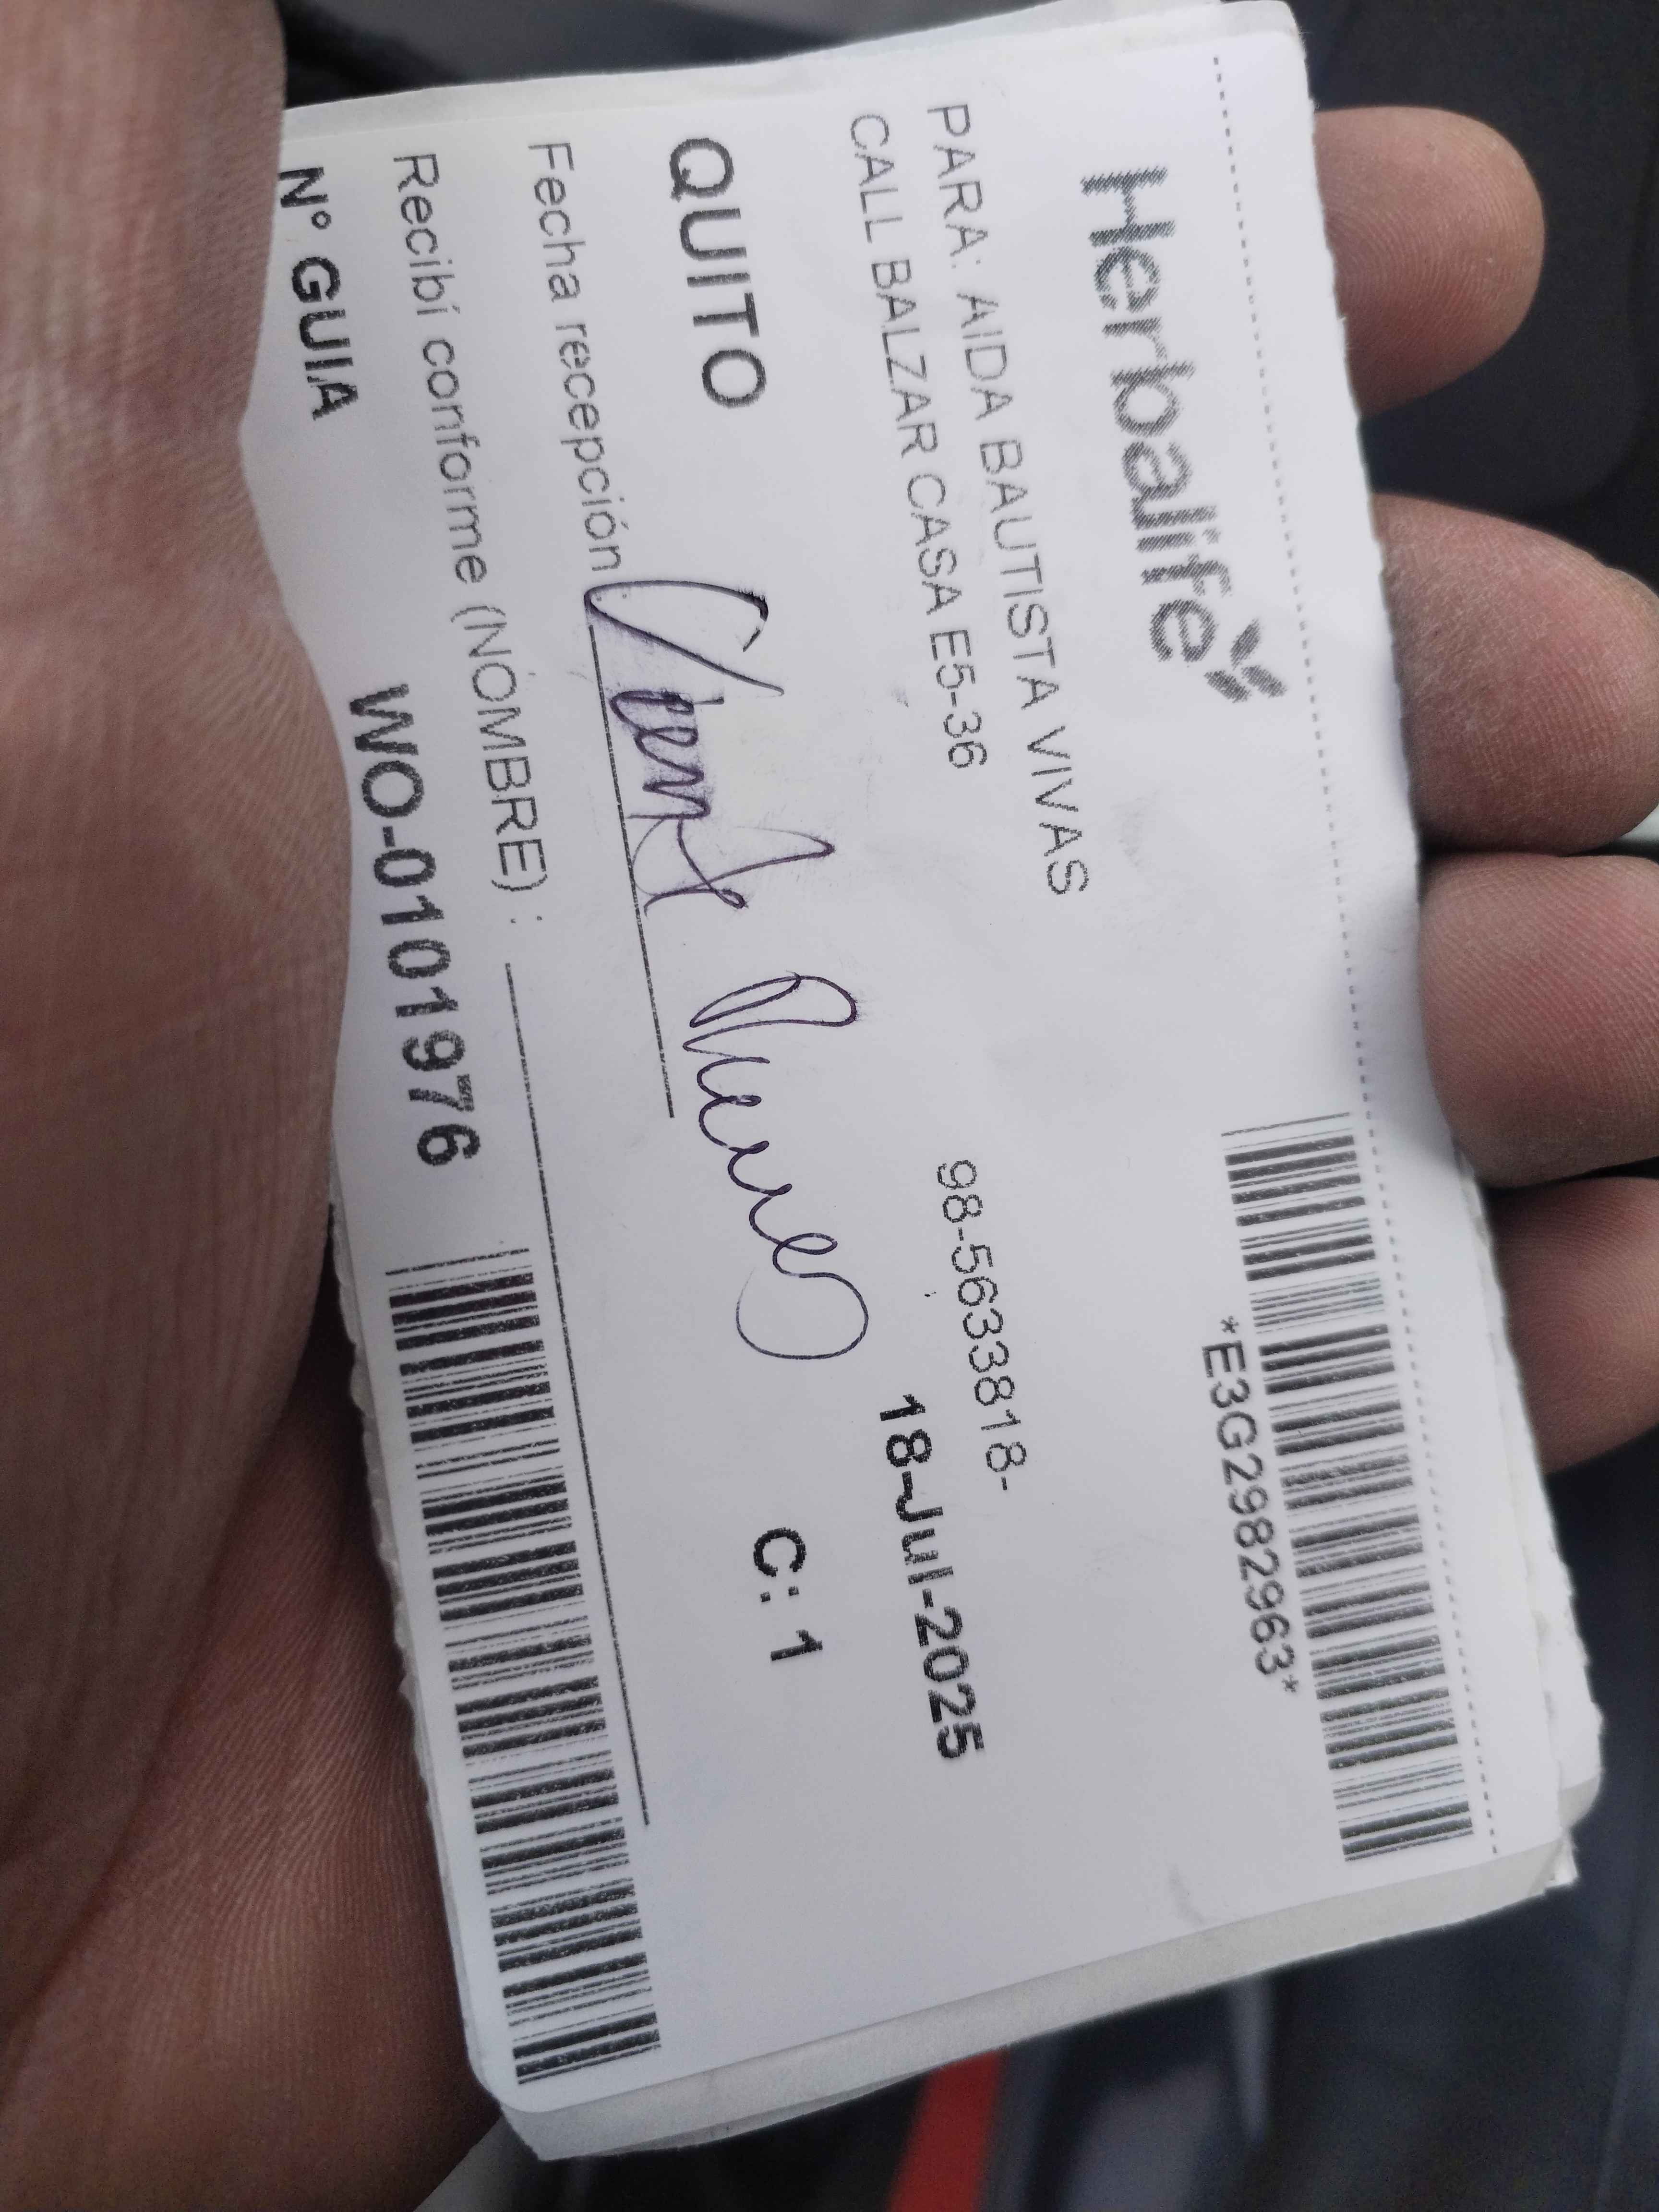 Herbalife
*E3G2982963*
PARA: AIDA BAUTISTA VIVAS
98-5633818-
CALL BALZAR CASA E5-36
18-Jul-2025
QUITO
C: 1
Fecha recepción :
Recibí conforme (NOMBRE) :
N° GUIA WO-0101976